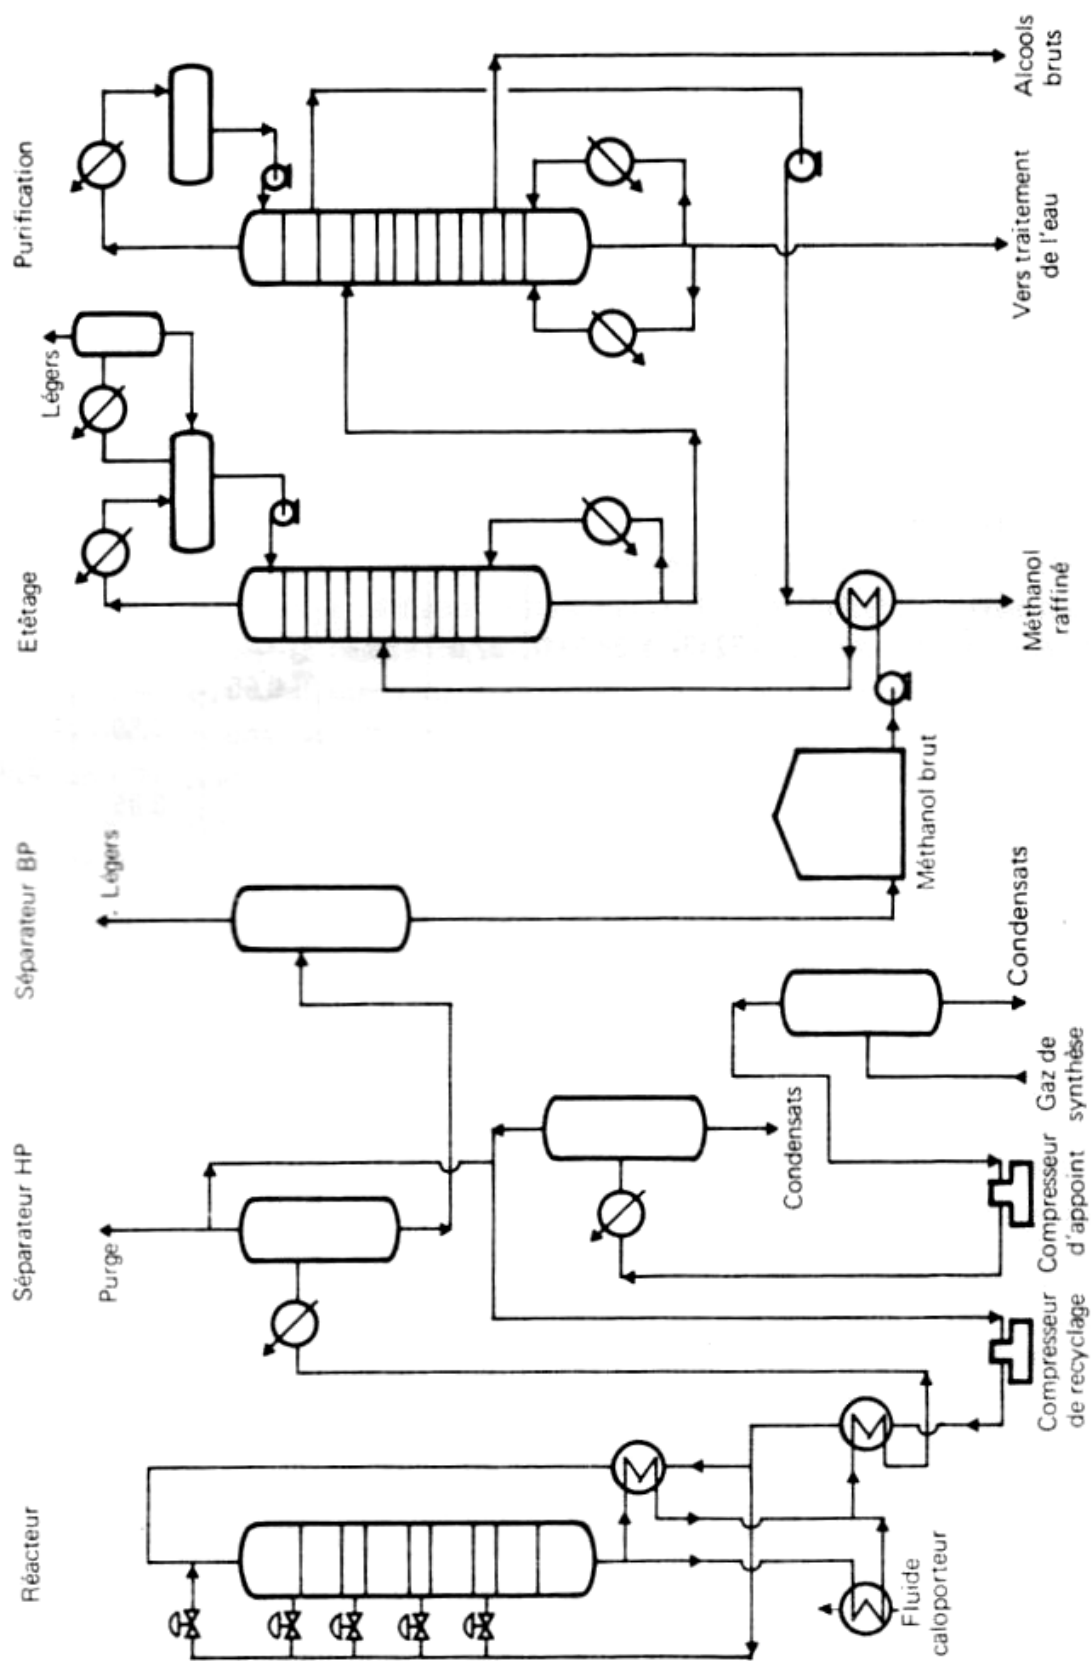 Réacteur
Séparateur HP
Séparateur BP
Etêtage
Purification
Purge
Légers
Légers
Fluide
caloporteur
Compresseur
de recyclage
Compresseur
d'appoint
Gaz de
synthèse
Condensats
Condensats
Méthanol brut
Méthanol
raffiné
Vers traitement
de l'eau
Alcools
bruts